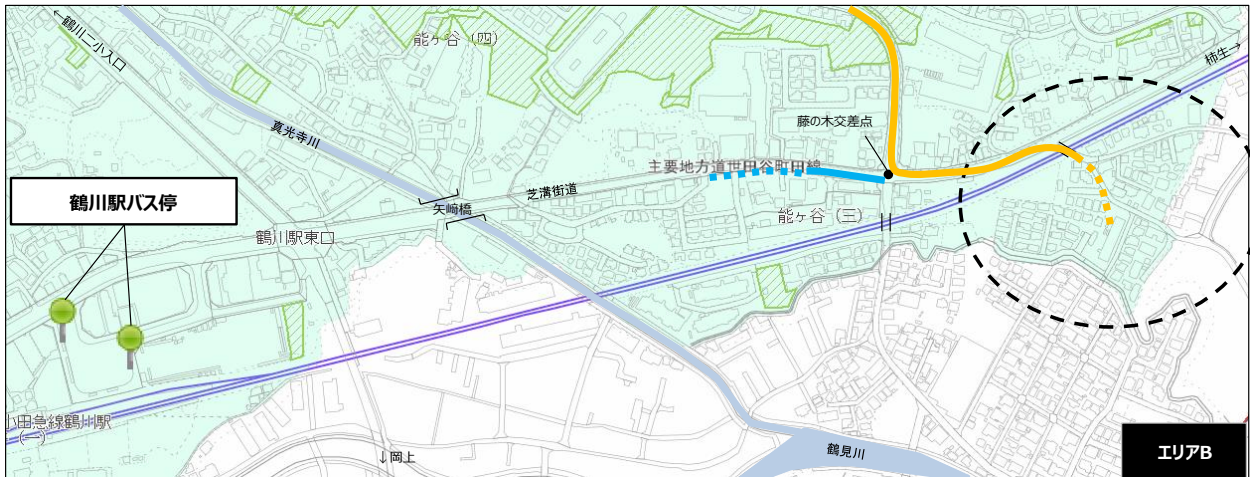 ←鶴川二小入口
能ヶ谷（四）
柿生→
真光寺川
藤の木交差点
主要地方道世田谷町田線
芝溝街道
鶴川駅バス停
矢崎橋
能ヶ谷（三）
鶴川駅東口
小田急線鶴川駅
（一）
↓岡上
鶴見川
エリアB